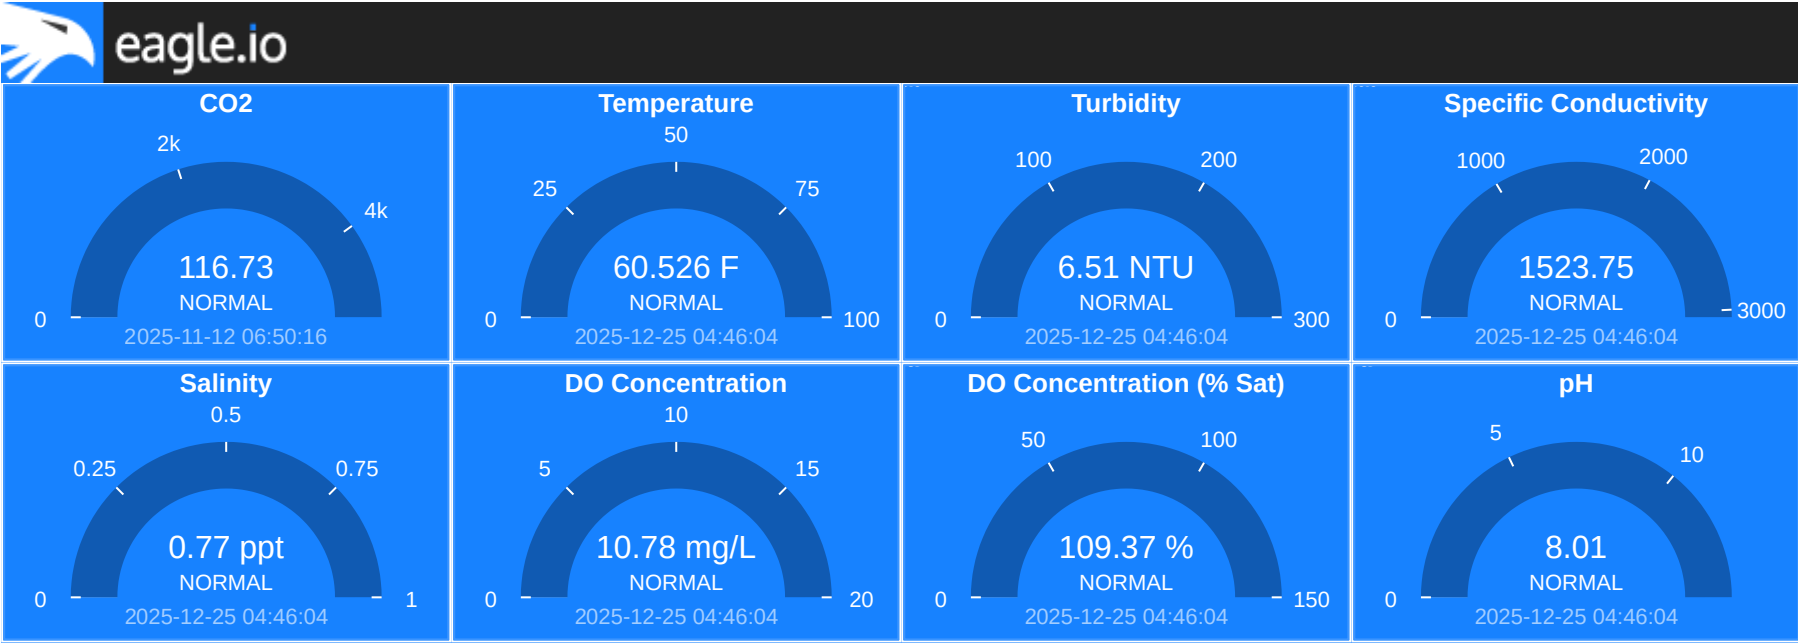 eagle.io
CO2
2k
4k
116.73
NORMAL
0
2025-11-12 06:50:16
Temperature
50
25
75
60.526 F
NORMAL
0
100
2025-12-25 04:46:04
Turbidity
100
200
6.51 NTU
NORMAL
0
300
2025-12-25 04:46:04
Specific Conductivity
1000
2000
1523.75
NORMAL
0
3000
2025-12-25 04:46:04
Salinity
0.5
0.25
0.75
0.77 ppt
NORMAL
0
1
2025-12-25 04:46:04
DO Concentration
10
5
15
10.78 mg/L
NORMAL
0
20
2025-12-25 04:46:04
DO Concentration (% Sat)
50
100
109.37 %
NORMAL
0
150
2025-12-25 04:46:04
pH
5
10
8.01
NORMAL
0
2025-12-25 04:46:04